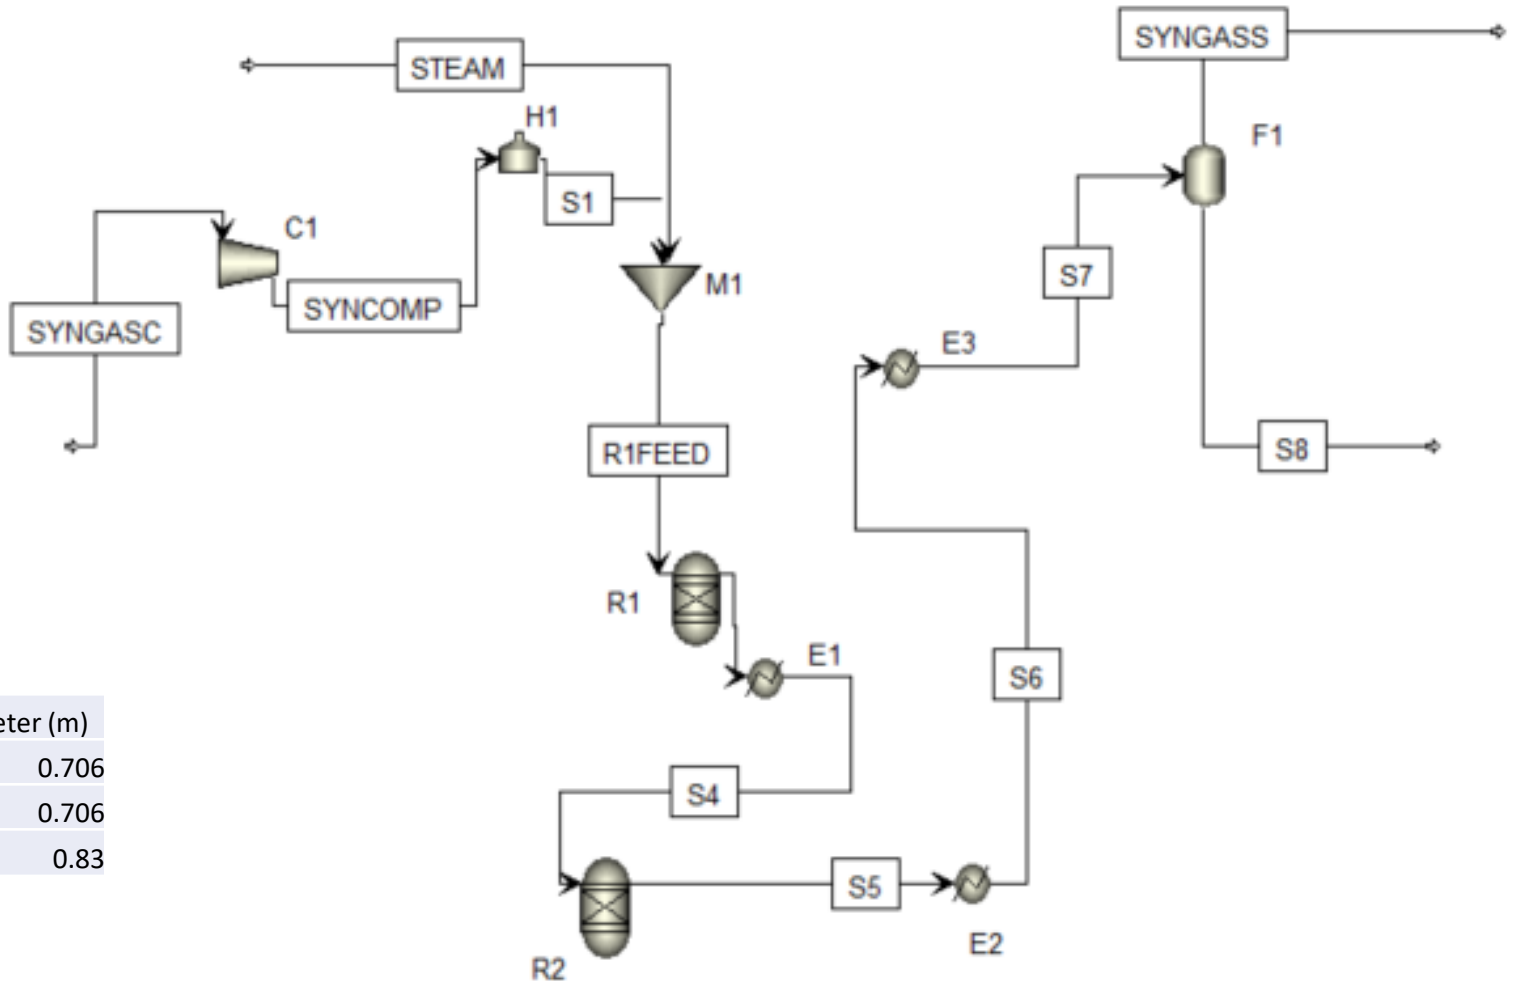 SYNGASS
STEAM
H1
F1
S1
C1
S7
M1
SYNCOMP
SYNGASC
E3
R1FEED
S8
R1
E1
S6
eter (m)
0.706
S4
0.706
0.83
S5
E2
R2